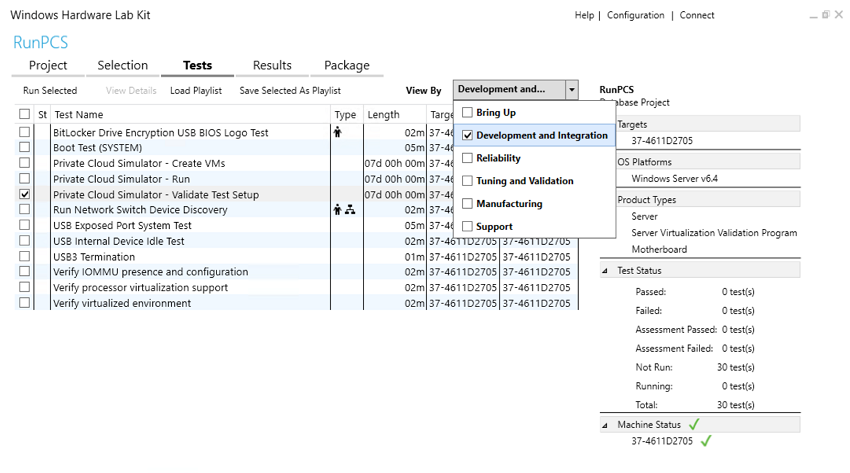 Windows Hardware Lab Kit
Help | Configuration | Connect
RunPCS
Project Selection Tests Results Package
Run Selected View Details Load Playlist Save Selected As Playlist View By Development and...
St Test Name Type Length Targe
BitLocker Drive Encryption USB BIOS Logo Test 02m 37-46
Boot Test (SYSTEM) 05m 37-46
Private Cloud Simulator - Create VMs 07d 00h 00m 37-46
Private Cloud Simulator - Run 07d 00h 00m 37-46
Private Cloud Simulator - Validate Test Setup 07d 00h 00m 37-46
Run Network Switch Device Discovery 02m 37-46
USB Exposed Port System Test 05m 37-46
USB Internal Device Idle Test 02m 37-4611D2705 37-4611D2705
USB3 Termination 01m 37-4611D2705 37-4611D2705
Verify IOMMU presence and configuration 02m 37-4611D2705 37-4611D2705
Verify processor virtualization support 02m 37-4611D2705 37-4611D2705
Verify virtualized environment 02m 37-4611D2705 37-4611D2705
Bring Up
Development and Integration
Reliability
Tuning and Validation
Manufacturing
Support
RunPCS
Database Project
Targets
37-4611D2705
OS Platforms
Windows Server v6.4
Product Types
Server
Server Virtualization Validation Program
Motherboard
Test Status
Passed: 0 test(s)
Failed: 0 test(s)
Assessment Passed: 0 test(s)
Assessment Failed: 0 test(s)
Not Run: 30 test(s)
Running: 0 test(s)
Total: 30 test(s)
Machine Status
37-4611D2705